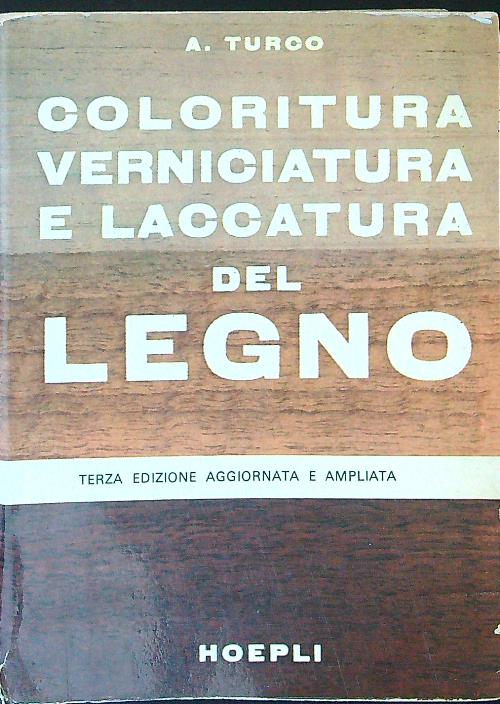 A. TURCO
COLORITURA
VERNICIATURA
E LACCATURA
DEL
LEGNO
TERZA EDIZIONE AGGIORNATA E AMPLIATA
HOEPLI